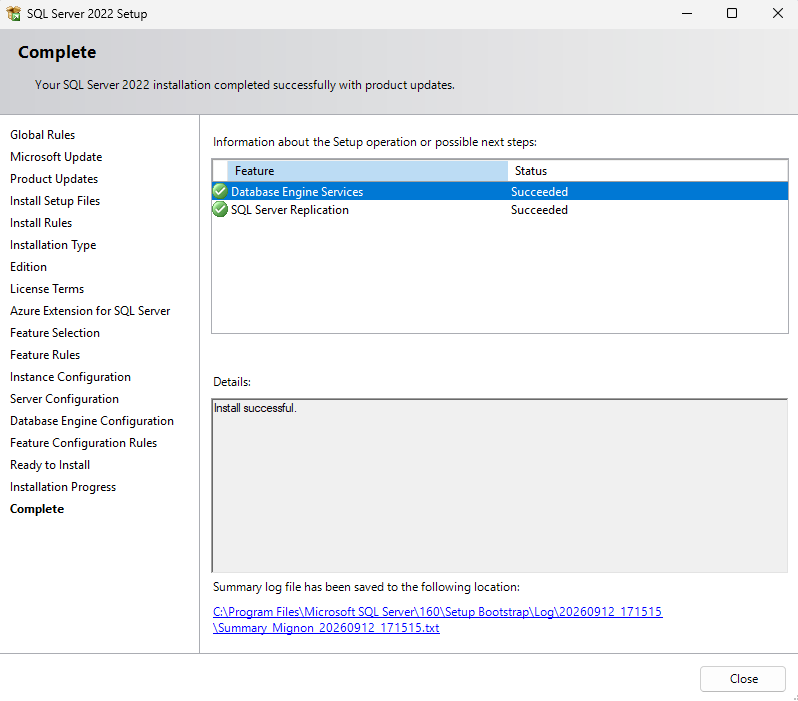 SQL Server 2022 Setup
Complete
Your SQL Server 2022 installation completed successfully with product updates.
Global Rules
Microsoft Update
Product Updates
Install Setup Files
Install Rules
Installation Type
Edition
License Terms
Azure Extension for SQL Server
Feature Selection
Feature Rules
Instance Configuration
Server Configuration
Database Engine Configuration
Feature Configuration Rules
Ready to Install
Installation Progress
Complete
Information about the Setup operation or possible next steps:
Feature Status
Database Engine Services Succeeded
SQL Server Replication Succeeded
Details:
Install successful.
Summary log file has been saved to the following location:
C:\Program Files\Microsoft SQL Server\160\Setup Bootstrap\Log\20260912_171515
\Summary_Mignon_20260912_171515.txt
Close